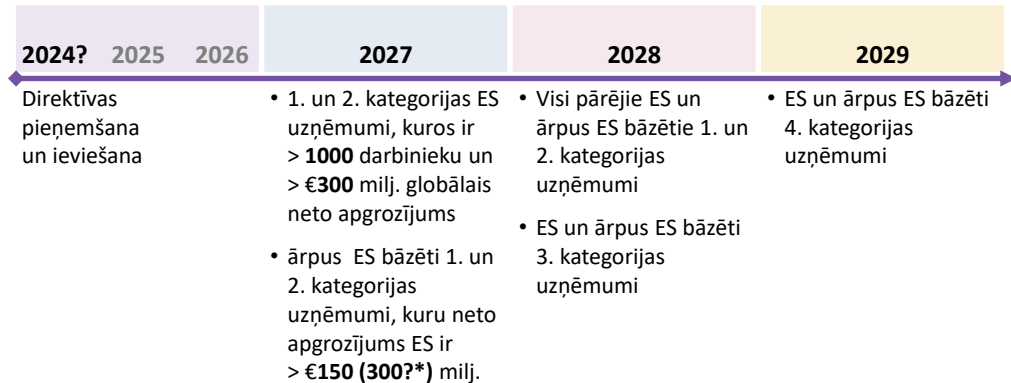 2024? 2025 2026 2027 2028 2029
Direktīvas
pieņemšana
un ieviešana
• 1. un 2. kategorijas ES
uzņēmumi, kuros ir
> 1000 darbinieku un
> €300 milj. globālais
neto apgrozījums
• ārpus ES bāzēti 1. un
2. kategorijas
uzņēmumi, kuru neto
apgrozījums ES ir
> €150 (300?*) milj.
• Visi pārējie ES un
ārpus ES bāzētie 1. un
2. kategorijas
uzņēmumi
• ES un ārpus ES bāzēti
3. kategorijas
uzņēmumi
• ES un ārpus ES bāzēti
4. kategorijas
uzņēmumi